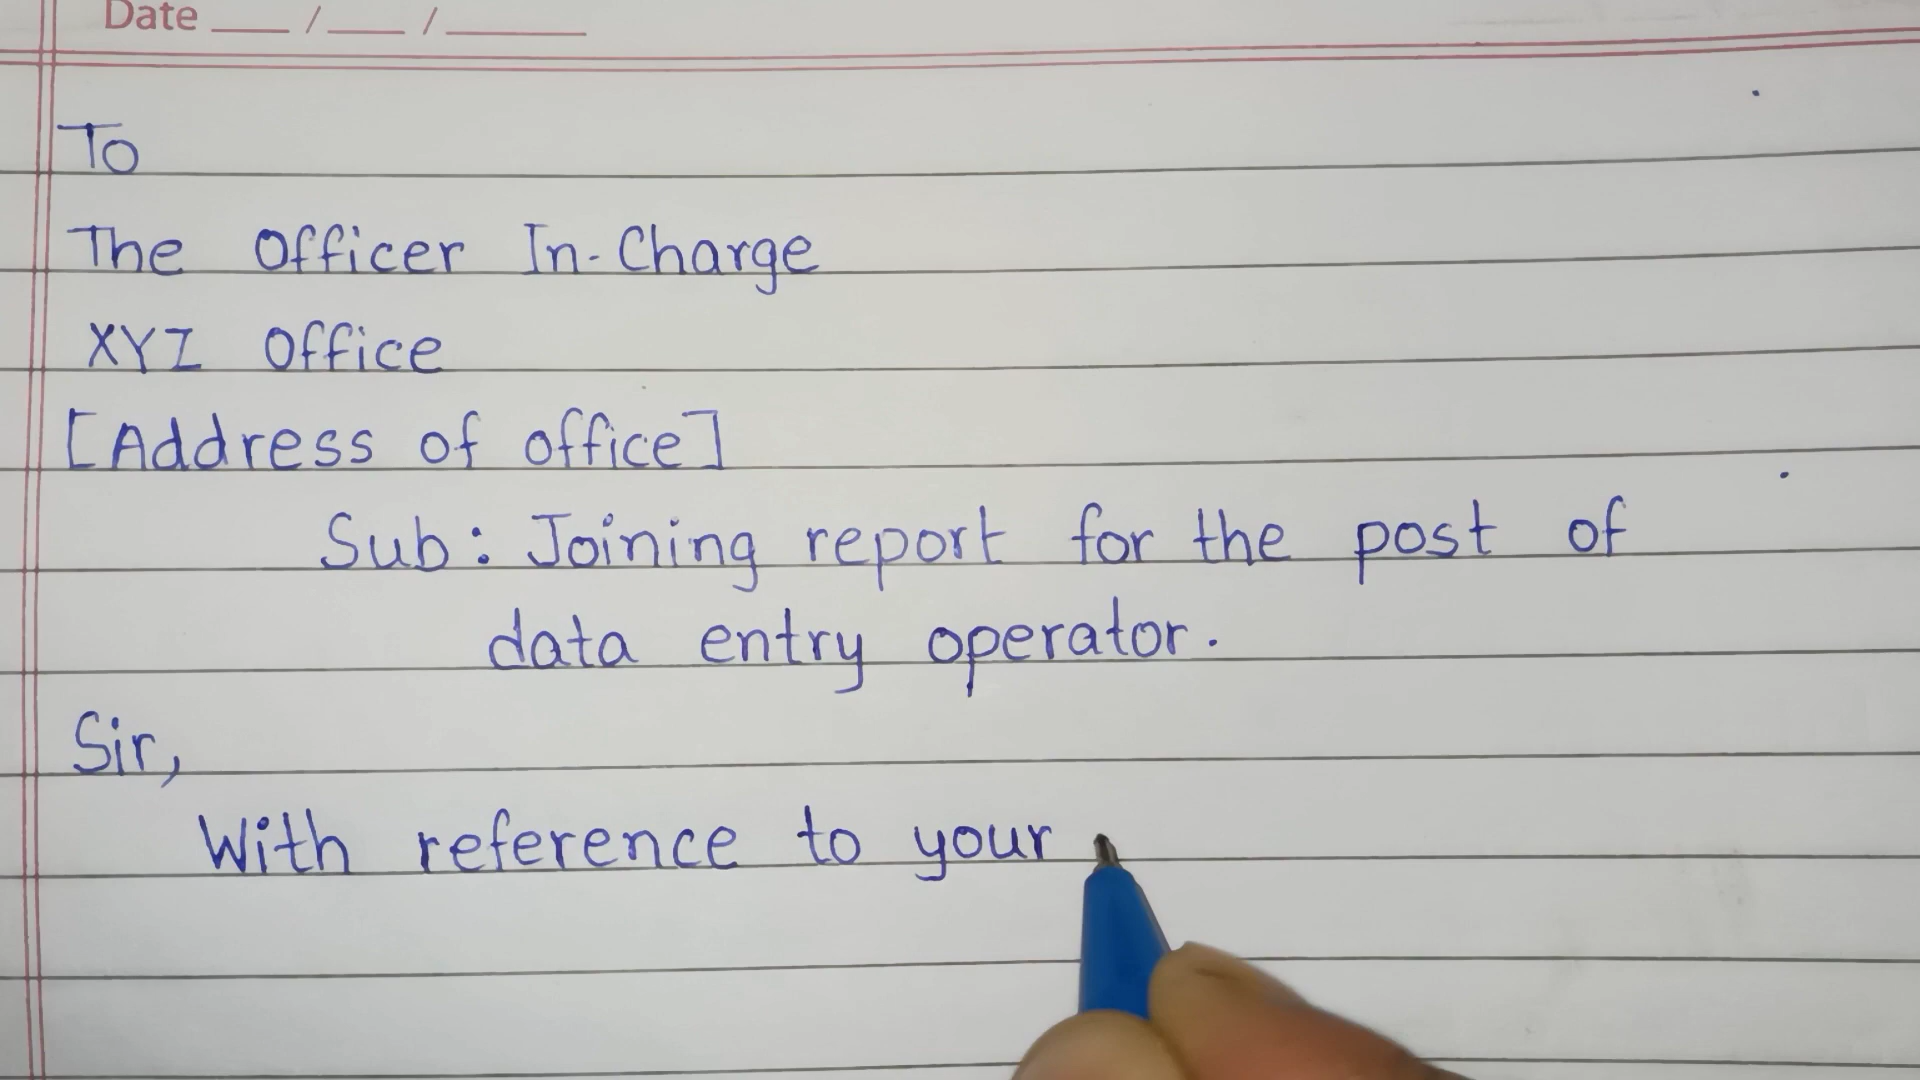 Date ___ / ___ / _____
To
The Officer In-Charge
XYZ Office
[Address of office]
Sub: Joining report for the post of
data entry operator.
Sir,
With reference to your